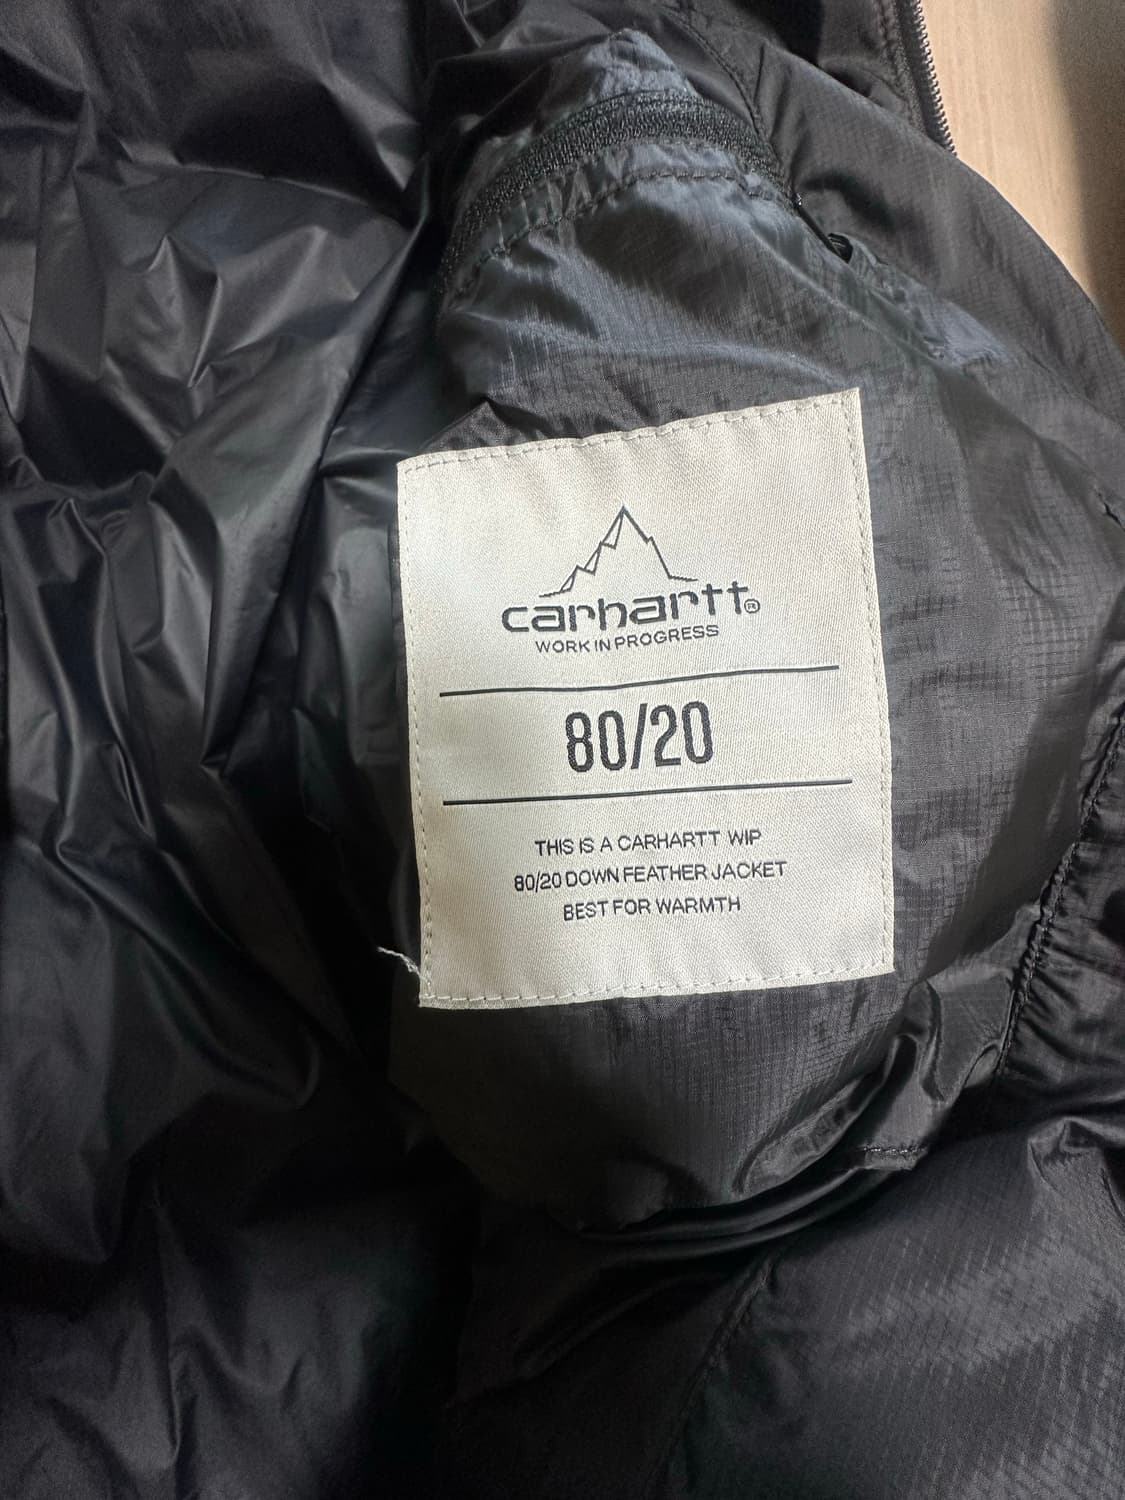 carhartt®
WORK IN PROGRESS
80/20
THIS IS A CARHARTT WIP
80/20 DOWN FEATHER JACKET
BEST FOR WARMTH